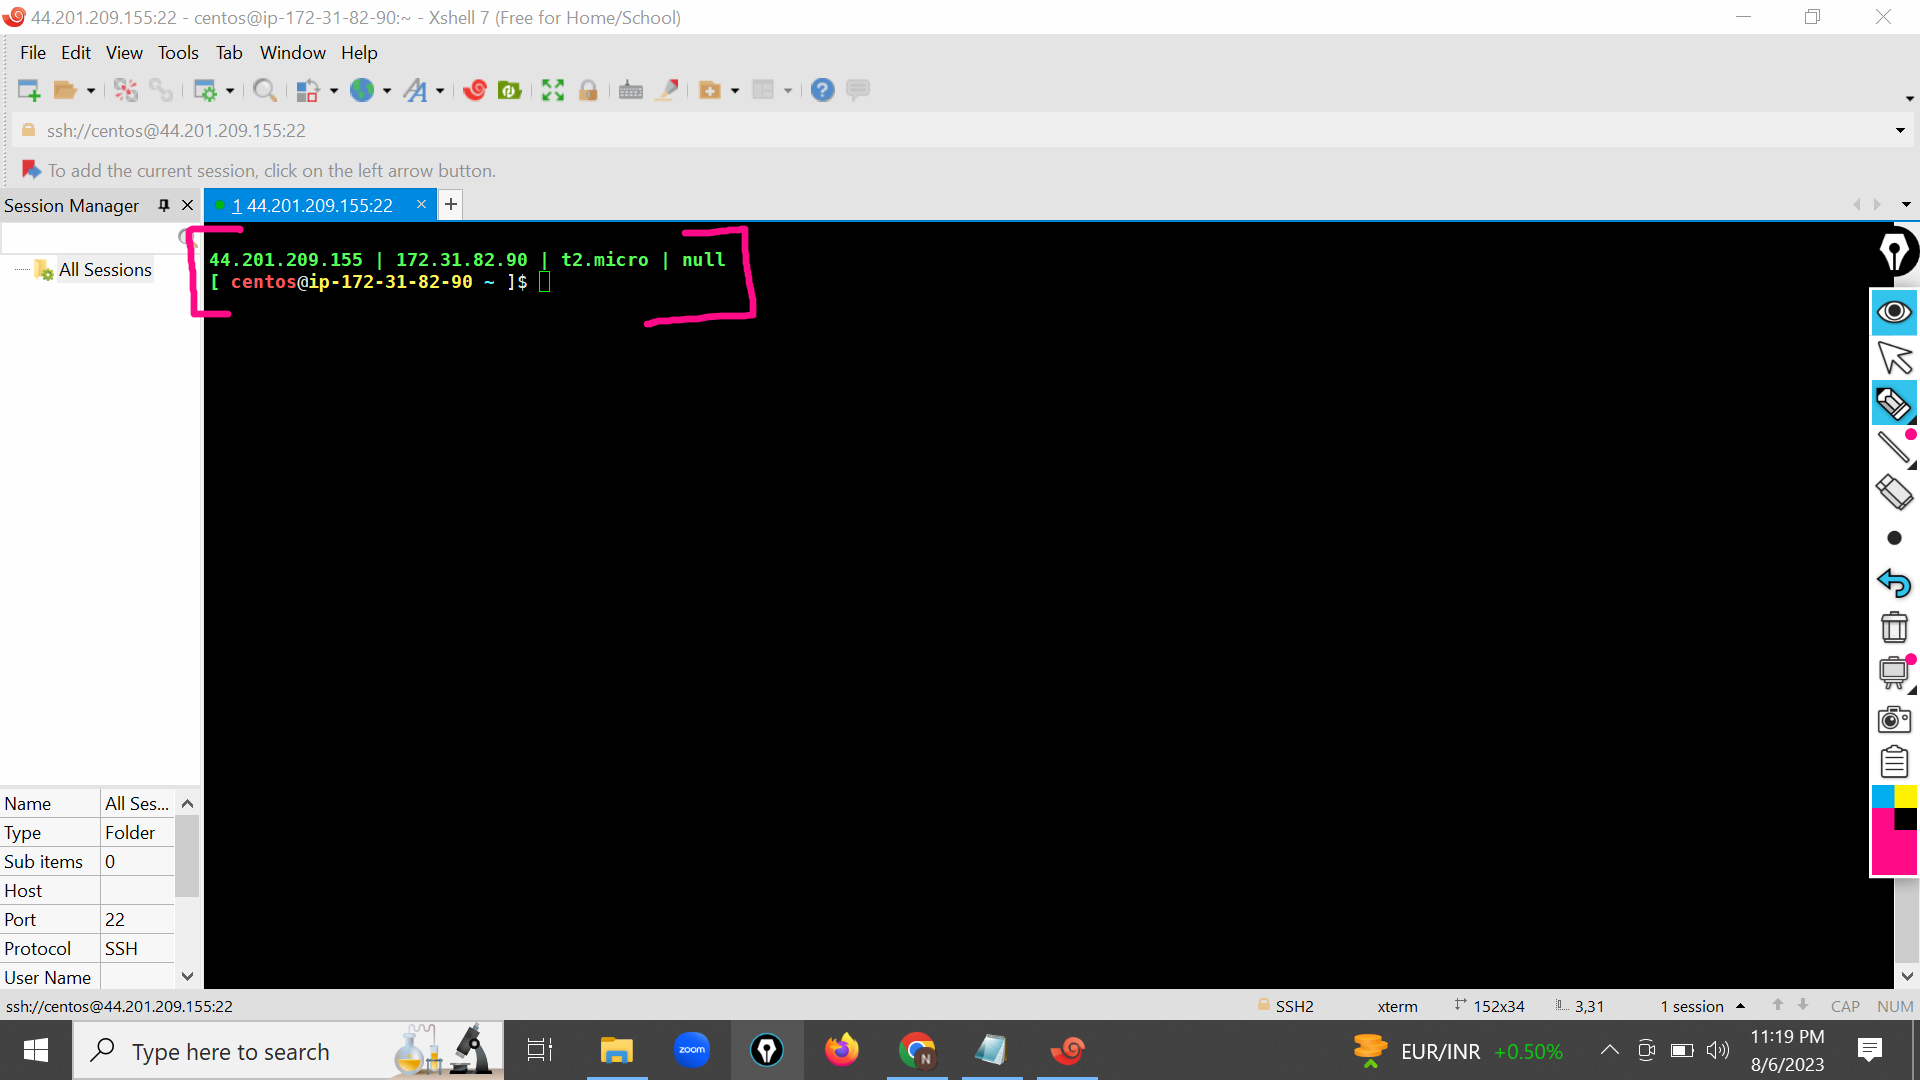 44.201.209.155:22 - centos@ip-172-31-82-90:~ - Xshell 7 (Free for Home/School)
File Edit View Tools Tab Window Help
ssh://centos@44.201.209.155:22
To add the current session, click on the left arrow button.
Session Manager
1 44.201.209.155:22
All Sessions
44.201.209.155 | 172.31.82.90 | t2.micro | null
[ centos@ip-172-31-82-90 ~ ]$
Name All Ses...
Type Folder
Sub items 0
Host
Port 22
Protocol SSH
User Name
ssh://centos@44.201.209.155:22 SSH2 xterm 152x34 3,31 1 session CAP NUM
Type here to search
zoom
N
EUR/INR +0.50%
11:19 PM
8/6/2023